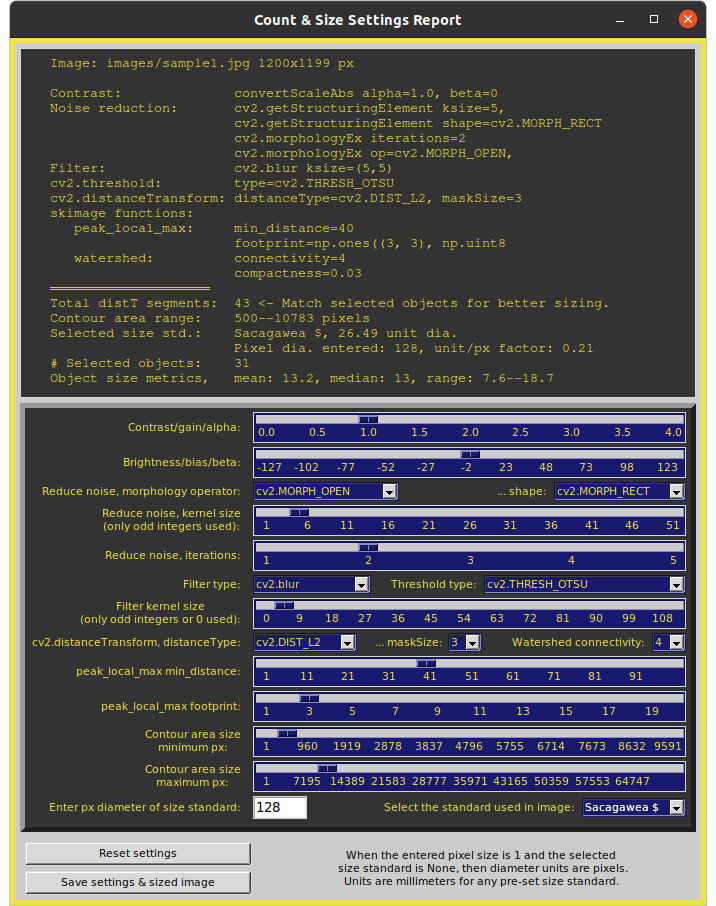 Count & Size Settings Report
Image: images/sample1.jpg 1200x1199 px
Contrast: convertScaleAbs alpha=1.0, beta=0
Noise reduction: cv2.getStructuringElement ksize=5,
cv2.getStructuringElement shape=cv2.MORPH_RECT
cv2.morphologyEx iterations=2
cv2.morphologyEx op=cv2.MORPH_OPEN,
Filter: cv2.blur ksize=(5,5)
cv2.threshold: type=cv2.THRESH_OTSU
cv2.distanceTransform: distanceType=cv2.DIST_L2, maskSize=3
skimage functions:
peak_local_max: min_distance=40
footprint=np.ones((3, 3), np.uint8
watershed: connectivity=4
compactness=0.03
Total distT segments: 43 <- Match selected objects for better sizing.
Contour area range: 500--10783 pixels
Selected size std.: Sacagawea $, 26.49 unit dia.
Pixel dia. entered: 128, unit/px factor: 0.21
# Selected objects: 31
Object size metrics, mean: 13.2, median: 13, range: 7.6--18.7
Contrast/gain/alpha: 0.0 0.5 1.0 2.0 2.5 3.0 3.5 4.0
Brightness/bias/beta: -127 -102 -77 -52 -27 -2 23 48 73 98 123
Reduce noise, morphology operator: cv2.MORPH_OPEN ... shape: cv2.MORPH_RECT
Reduce noise, kernel size
(only odd integers used): 1 6 11 16 21 26 31 36 41 46 51
Reduce noise, iterations: 1 2 3 4 5
Filter type: cv2.blur Threshold type: cv2.THRESH_OTSU
Filter kernel size
(only odd integers or 0 used): 0 9 18 27 36 45 54 63 72 81 90 99 108
cv2.distanceTransform, distanceType: cv2.DIST_L2 ... maskSize: 3 Watershed connectivity: 4
peak_local_max min_distance: 1 11 21 31 41 51 61 71 81 91
peak_local_max footprint: 1 3 5 7 9 11 13 15 17 19
Contour area size
minimum px: 1 960 1919 2878 3837 4796 5755 6714 7673 8632 9591
Contour area size
maximum px: 1 7195 14389 21583 28777 35971 43165 50359 57553 64747
Enter px diameter of size standard: 128 Select the standard used in image: Sacagawea $
Reset settings
Save settings & sized image
When the entered pixel size is 1 and the selected
size standard is None, then diameter units are pixels.
Units are millimeters for any pre-set size standard.